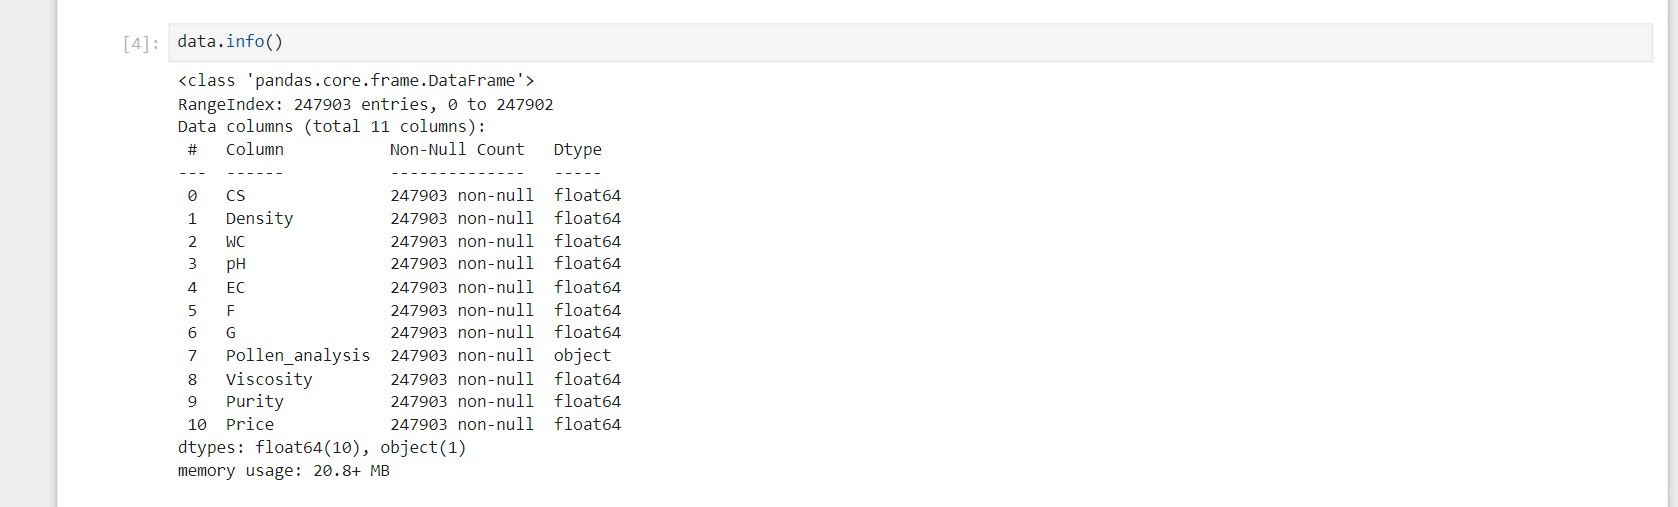 [4]: data.info()
<class 'pandas.core.frame.DataFrame'>
RangeIndex: 247903 entries, 0 to 247902
Data columns (total 11 columns):
 #   Column            Non-Null Count   Dtype
---  ------            --------------   -----
 0   CS                247903 non-null  float64
 1   Density           247903 non-null  float64
 2   WC                247903 non-null  float64
 3   pH                247903 non-null  float64
 4   EC                247903 non-null  float64
 5   F                 247903 non-null  float64
 6   G                 247903 non-null  float64
 7   Pollen_analysis   247903 non-null  object
 8   Viscosity         247903 non-null  float64
 9   Purity            247903 non-null  float64
 10  Price             247903 non-null  float64
dtypes: float64(10), object(1)
memory usage: 20.8+ MB